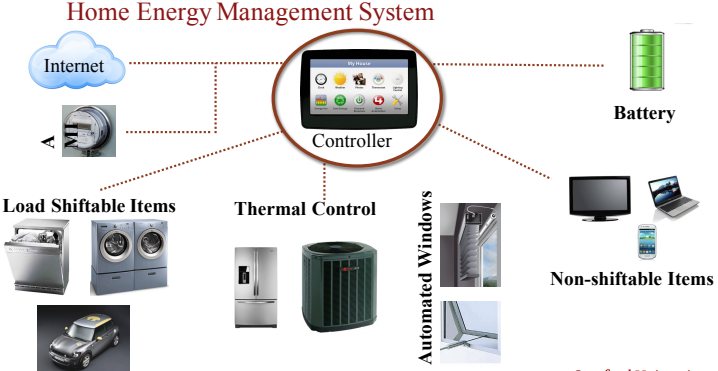 Home Energy Management System
Internet
My House
Controller
Battery
AMI
Load Shiftable Items
Thermal Control
Automated Windows
Non-shiftable Items